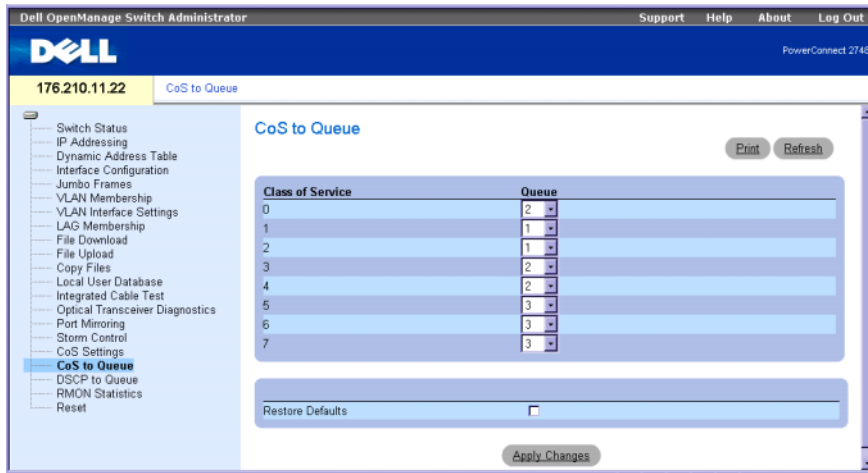 Dell OpenManage Switch Administrator Support Help About Log Out
DELL PowerConnect 2748
176.210.11.22 CoS to Queue
Switch Status
IP Addressing
Dynamic Address Table
Interface Configuration
Jumbo Frames
VLAN Membership
VLAN Interface Settings
LAG Membership
File Download
File Upload
Copy Files
Local User Database
Integrated Cable Test
Optical Transceiver Diagnostics
Port Mirroring
Storm Control
CoS Settings
CoS to Queue
DSCP to Queue
RMON Statistics
Reset
CoS to Queue
Print Refresh
Class of Service Queue
0 2
1 1
2 1
3 2
4 2
5 3
6 3
7 3
Restore Defaults
Apply Changes